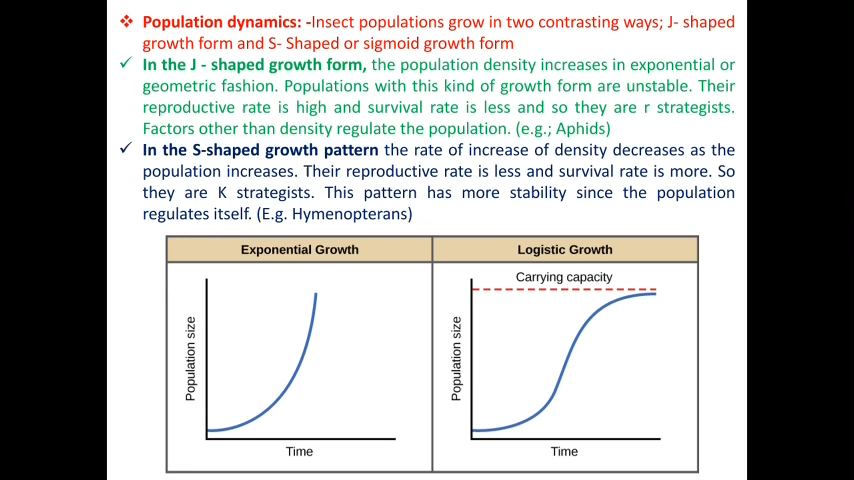 ❖ Population dynamics: -Insect populations grow in two contrasting ways; J- shaped
growth form and S- Shaped or sigmoid growth form
✓ In the J - shaped growth form, the population density increases in exponential or
geometric fashion. Populations with this kind of growth form are unstable. Their
reproductive rate is high and survival rate is less and so they are r strategists.
Factors other than density regulate the population. (e.g.; Aphids)
✓ In the S-shaped growth pattern the rate of increase of density decreases as the
population increases. Their reproductive rate is less and survival rate is more. So
they are K strategists. This pattern has more stability since the population
regulates itself. (E.g. Hymenopterans)
Exponential Growth
Population size
Time
Logistic Growth
Carrying capacity
Population size
Time